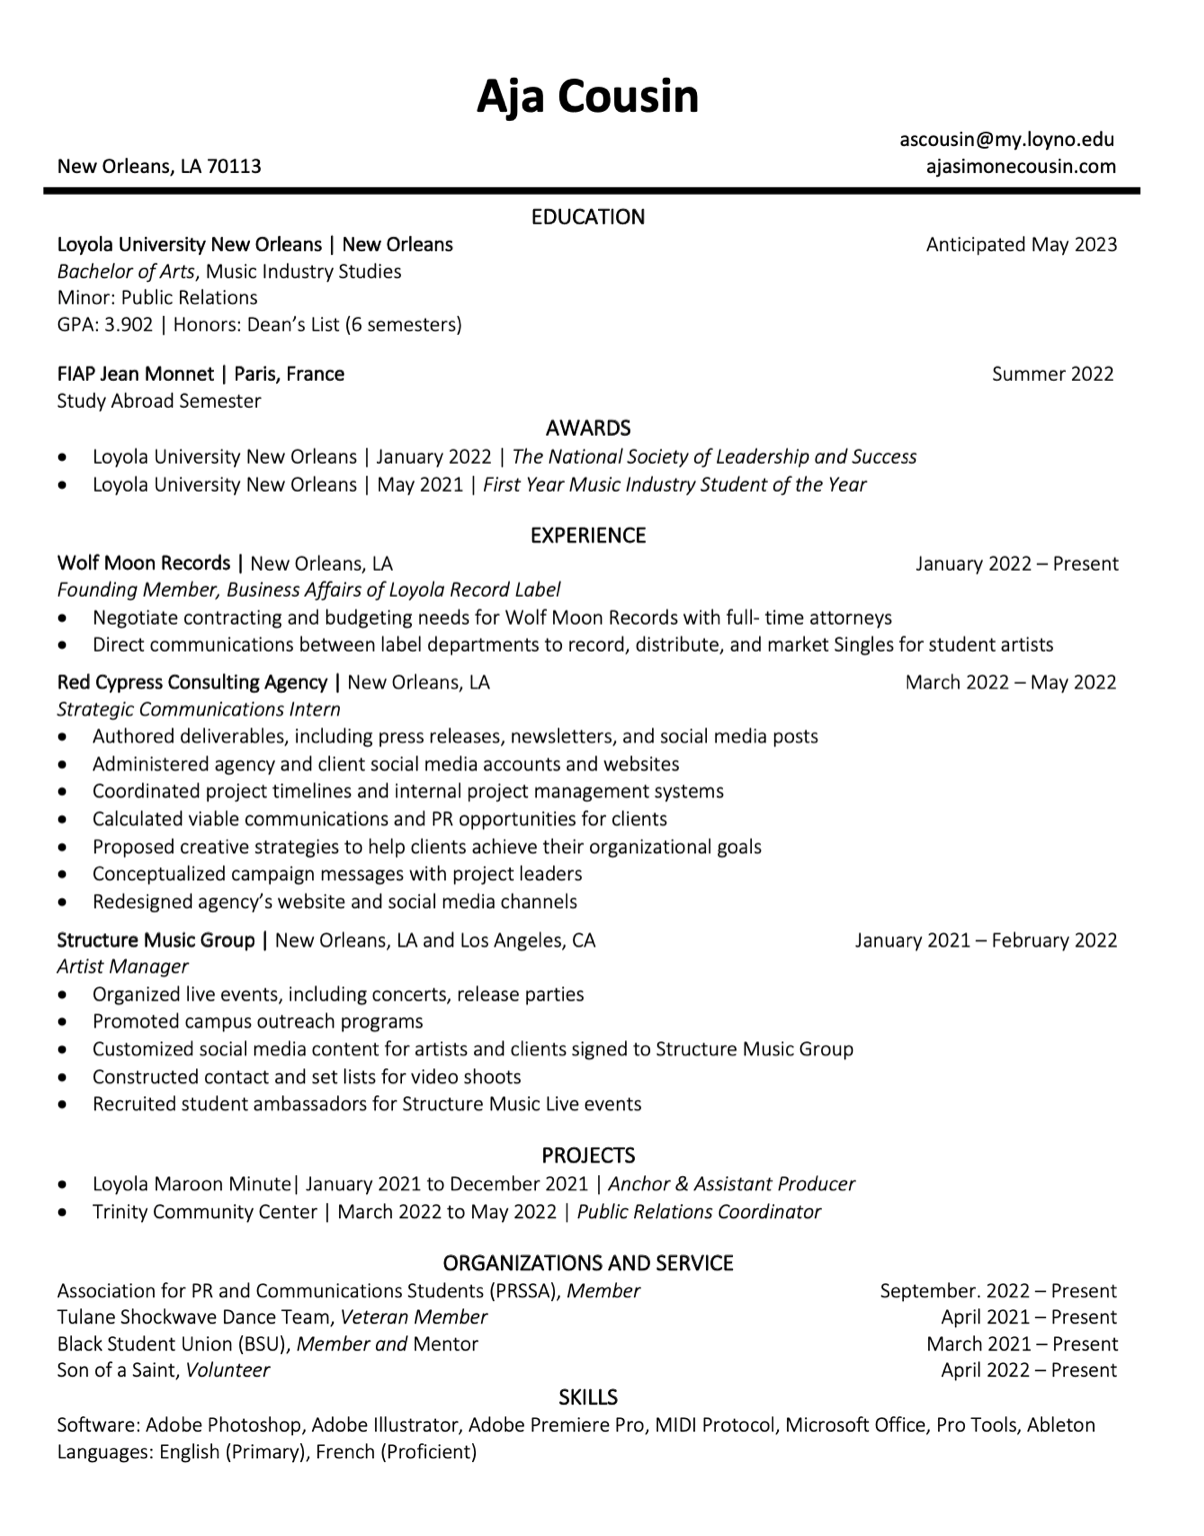 Aja Cousin
ascousin@my.loyno.edu
New Orleans, LA 70113 ajasimonecousin.com
EDUCATION
Loyola University New Orleans | New Orleans Anticipated May 2023
Bachelor of Arts, Music Industry Studies
Minor: Public Relations
GPA: 3.902 | Honors: Dean’s List (6 semesters)
FIAP Jean Monnet | Paris, France Summer 2022
Study Abroad Semester
AWARDS
• Loyola University New Orleans | January 2022 | The National Society of Leadership and Success
• Loyola University New Orleans | May 2021 | First Year Music Industry Student of the Year
EXPERIENCE
Wolf Moon Records | New Orleans, LA January 2022 – Present
Founding Member, Business Affairs of Loyola Record Label
• Negotiate contracting and budgeting needs for Wolf Moon Records with full- time attorneys
• Direct communications between label departments to record, distribute, and market Singles for student artists
Red Cypress Consulting Agency | New Orleans, LA March 2022 – May 2022
Strategic Communications Intern
• Authored deliverables, including press releases, newsletters, and social media posts
• Administered agency and client social media accounts and websites
• Coordinated project timelines and internal project management systems
• Calculated viable communications and PR opportunities for clients
• Proposed creative strategies to help clients achieve their organizational goals
• Conceptualized campaign messages with project leaders
• Redesigned agency’s website and social media channels
Structure Music Group | New Orleans, LA and Los Angeles, CA January 2021 – February 2022
Artist Manager
• Organized live events, including concerts, release parties
• Promoted campus outreach programs
• Customized social media content for artists and clients signed to Structure Music Group
• Constructed contact and set lists for video shoots
• Recruited student ambassadors for Structure Music Live events
PROJECTS
• Loyola Maroon Minute| January 2021 to December 2021 | Anchor & Assistant Producer
• Trinity Community Center | March 2022 to May 2022 | Public Relations Coordinator
ORGANIZATIONS AND SERVICE
Association for PR and Communications Students (PRSSA), Member September. 2022 – Present
Tulane Shockwave Dance Team, Veteran Member April 2021 – Present
Black Student Union (BSU), Member and Mentor March 2021 – Present
Son of a Saint, Volunteer April 2022 – Present
SKILLS
Software: Adobe Photoshop, Adobe Illustrator, Adobe Premiere Pro, MIDI Protocol, Microsoft Office, Pro Tools, Ableton
Languages: English (Primary), French (Proficient)